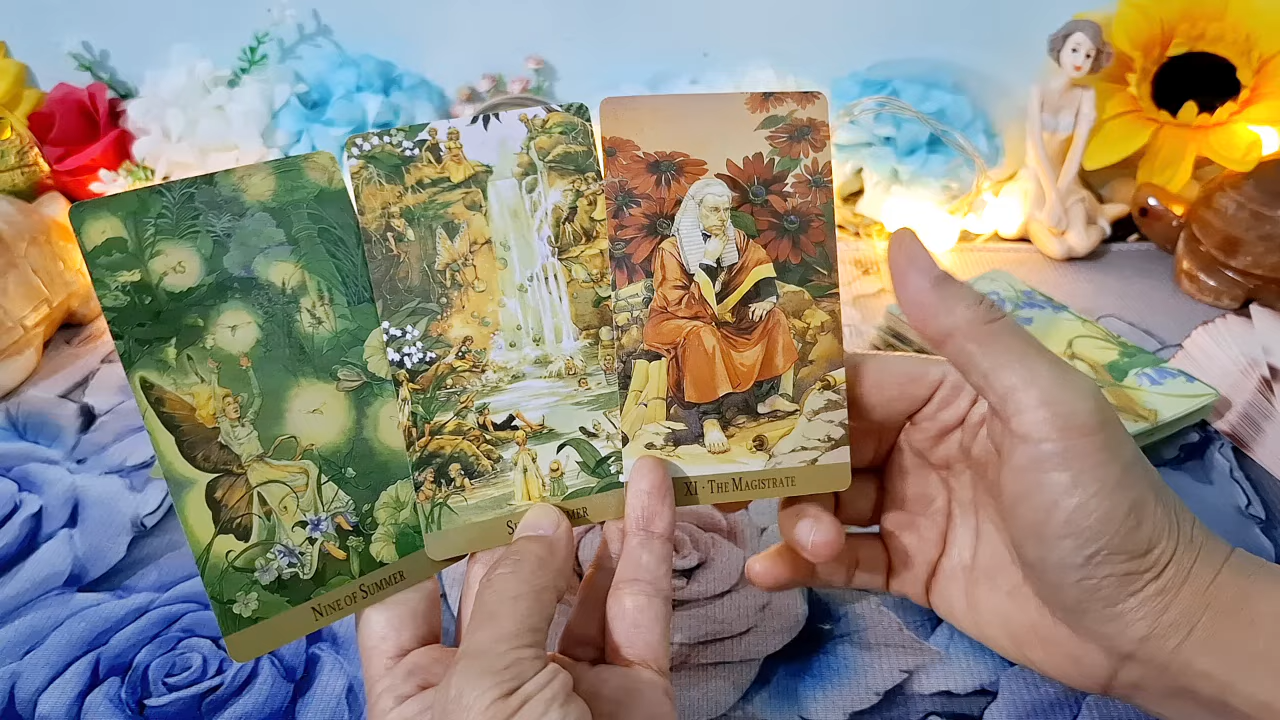 NINE OF SUMMER
XI · THE MAGISTRATE